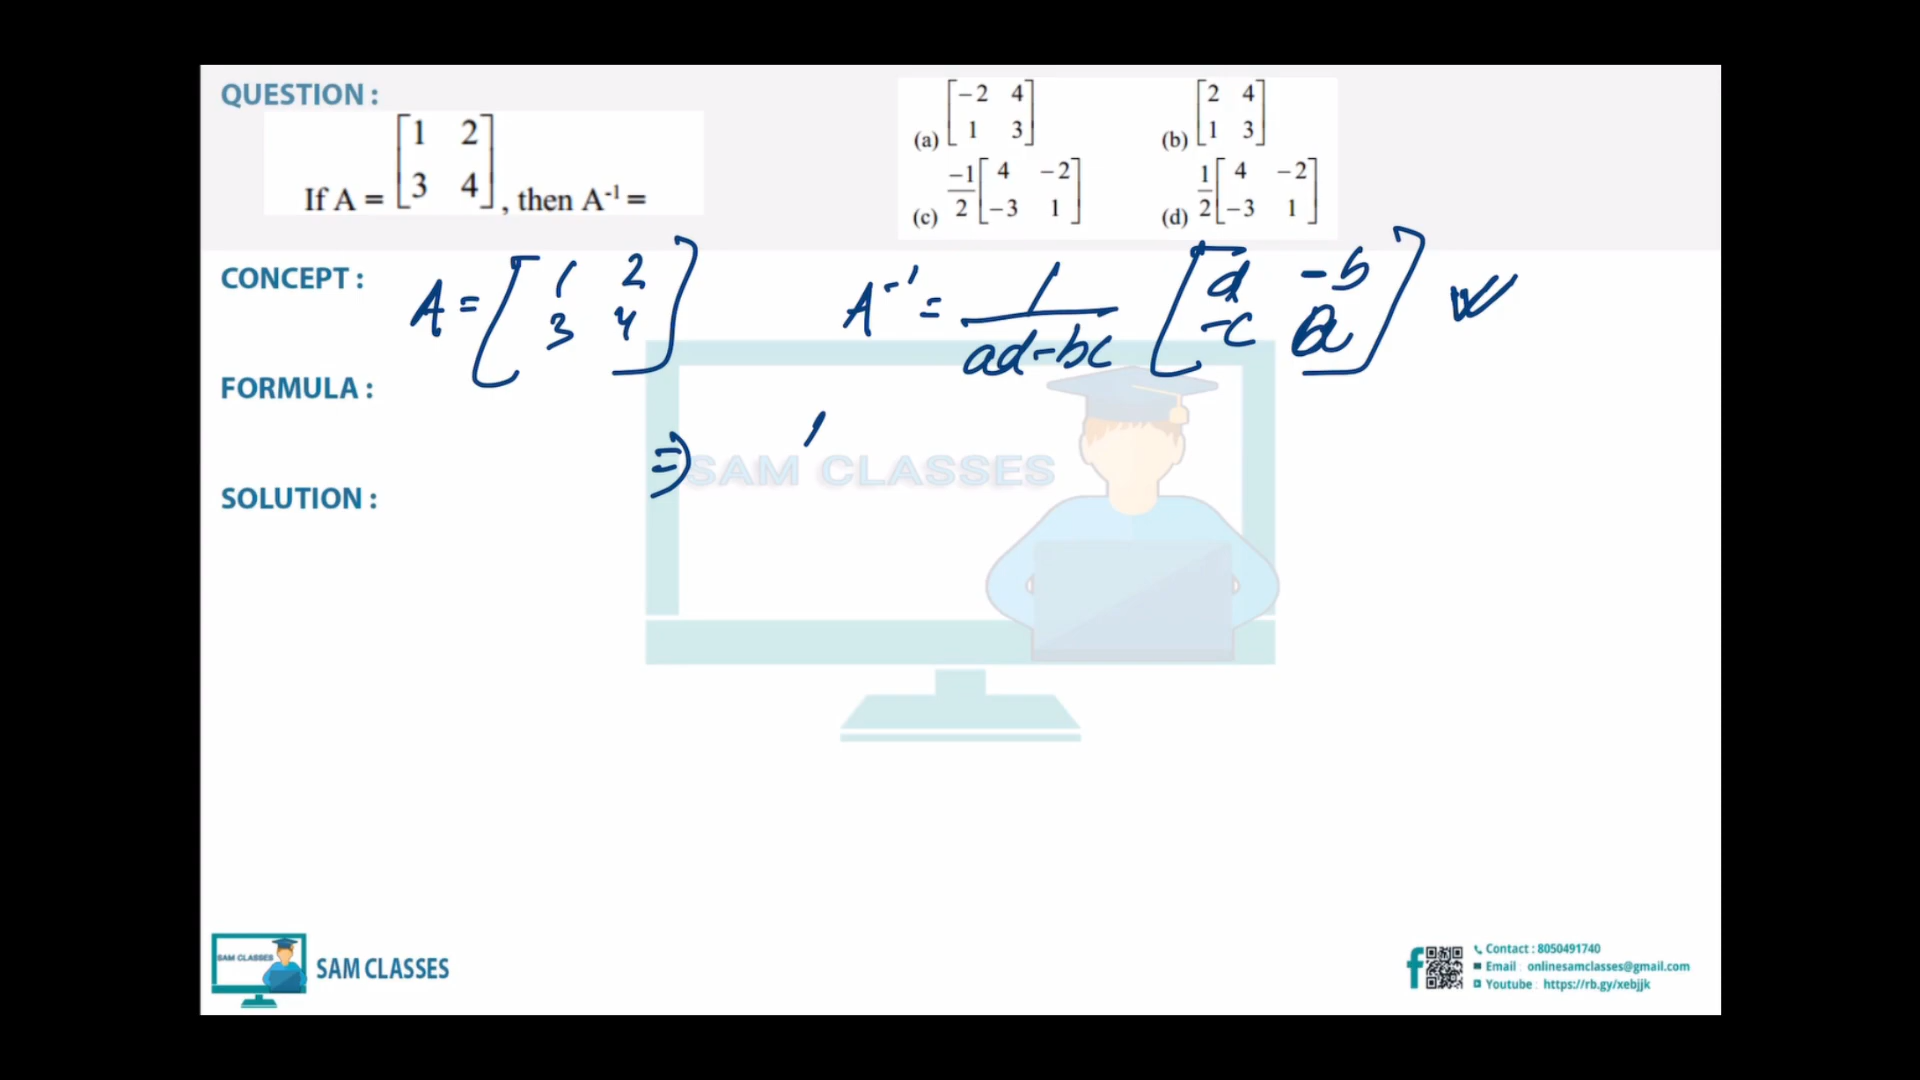 QUESTION :
If A = [1 2
3 4], then A⁻¹ =
(a) [-2 4
1 3]
(b) [2 4
1 3]
(c) -1/2 [4 -2
-3 1]
(d) 1/2 [4 -2
-3 1]
CONCEPT :
A = [1 2
3 4]
A⁻¹ = 1/(ad-bc) [d -b
-c a]
FORMULA :
⇒
SAM CLASSES
SOLUTION :
SAM CLASSES
SAM CLASSES
Contact : 8050491740
Email : onlinesamclasses@gmail.com
Youtube : https://rb.gy/xebjjk